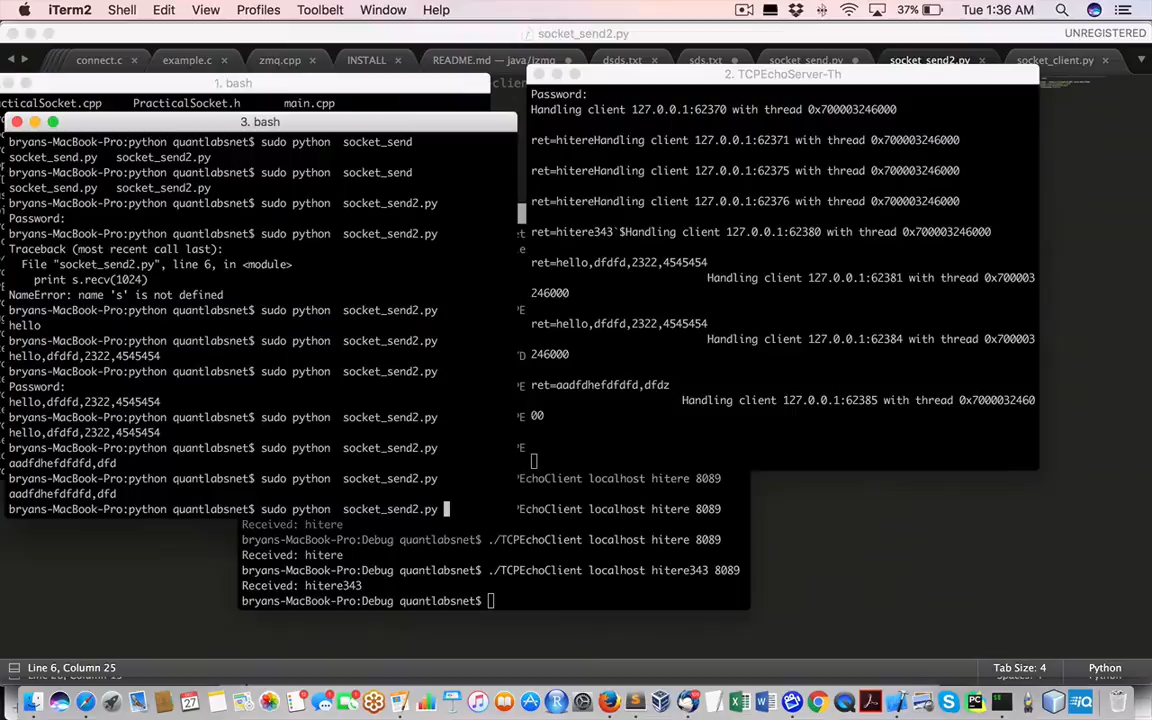 iTerm2 Shell Edit View Profiles Toolbelt Window Help 37% Tue 1:36 AM
socket_send2.py UNREGISTERED
connect.c example.c zmq.cpp INSTALL README.md — java/jzmq dsds.txt sds.txt socket_send.py socket_send2.py socket_client.py
1. bash
acticalSocket.cpp PracticalSocket.h main.cpp
3. bash
bryans-MacBook-Pro:python quantlabsnet$ sudo python socket_send
socket_send.py socket_send2.py
bryans-MacBook-Pro:python quantlabsnet$ sudo python socket_send
socket_send.py socket_send2.py
bryans-MacBook-Pro:python quantlabsnet$ sudo python socket_send2.py
Password:
bryans-MacBook-Pro:python quantlabsnet$ sudo python socket_send2.py
Traceback (most recent call last):
File "socket_send2.py", line 6, in <module>
print s.recv(1024)
NameError: name 's' is not defined
bryans-MacBook-Pro:python quantlabsnet$ sudo python socket_send2.py
hello
bryans-MacBook-Pro:python quantlabsnet$ sudo python socket_send2.py
hello,dfdfd,2322,4545454
bryans-MacBook-Pro:python quantlabsnet$ sudo python socket_send2.py
Password:
hello,dfdfd,2322,4545454
bryans-MacBook-Pro:python quantlabsnet$ sudo python socket_send2.py
hello,dfdfd,2322,4545454
bryans-MacBook-Pro:python quantlabsnet$ sudo python socket_send2.py
aadfdhefdfdfd,dfd
bryans-MacBook-Pro:python quantlabsnet$ sudo python socket_send2.py
aadfdhefdfdfd,dfd
bryans-MacBook-Pro:python quantlabsnet$ sudo python socket_send2.py
2. TCPEchoServer-Th
Password:
Handling client 127.0.0.1:62370 with thread 0x700003246000
ret=hitereHandling client 127.0.0.1:62371 with thread 0x700003246000
ret=hitereHandling client 127.0.0.1:62375 with thread 0x700003246000
ret=hitereHandling client 127.0.0.1:62376 with thread 0x700003246000
ret=hitere343`$Handling client 127.0.0.1:62380 with thread 0x700003246000
ret=hello,dfdfd,2322,4545454
Handling client 127.0.0.1:62381 with thread 0x700003
246000
ret=hello,dfdfd,2322,4545454
Handling client 127.0.0.1:62384 with thread 0x700003
246000
ret=aadfdhefdfdfd,dfdz
Handling client 127.0.0.1:62385 with thread 0x7000032460
00
PEchoClient localhost hitere 8089
PEchoClient localhost hitere 8089
Received: hitere
bryans-MacBook-Pro:Debug quantlabsnet$ ./TCPEchoClient localhost hitere 8089
Received: hitere
bryans-MacBook-Pro:Debug quantlabsnet$ ./TCPEchoClient localhost hitere343 8089
Received: hitere343
bryans-MacBook-Pro:Debug quantlabsnet$
Line 6, Column 25 Tab Size: 4 Python